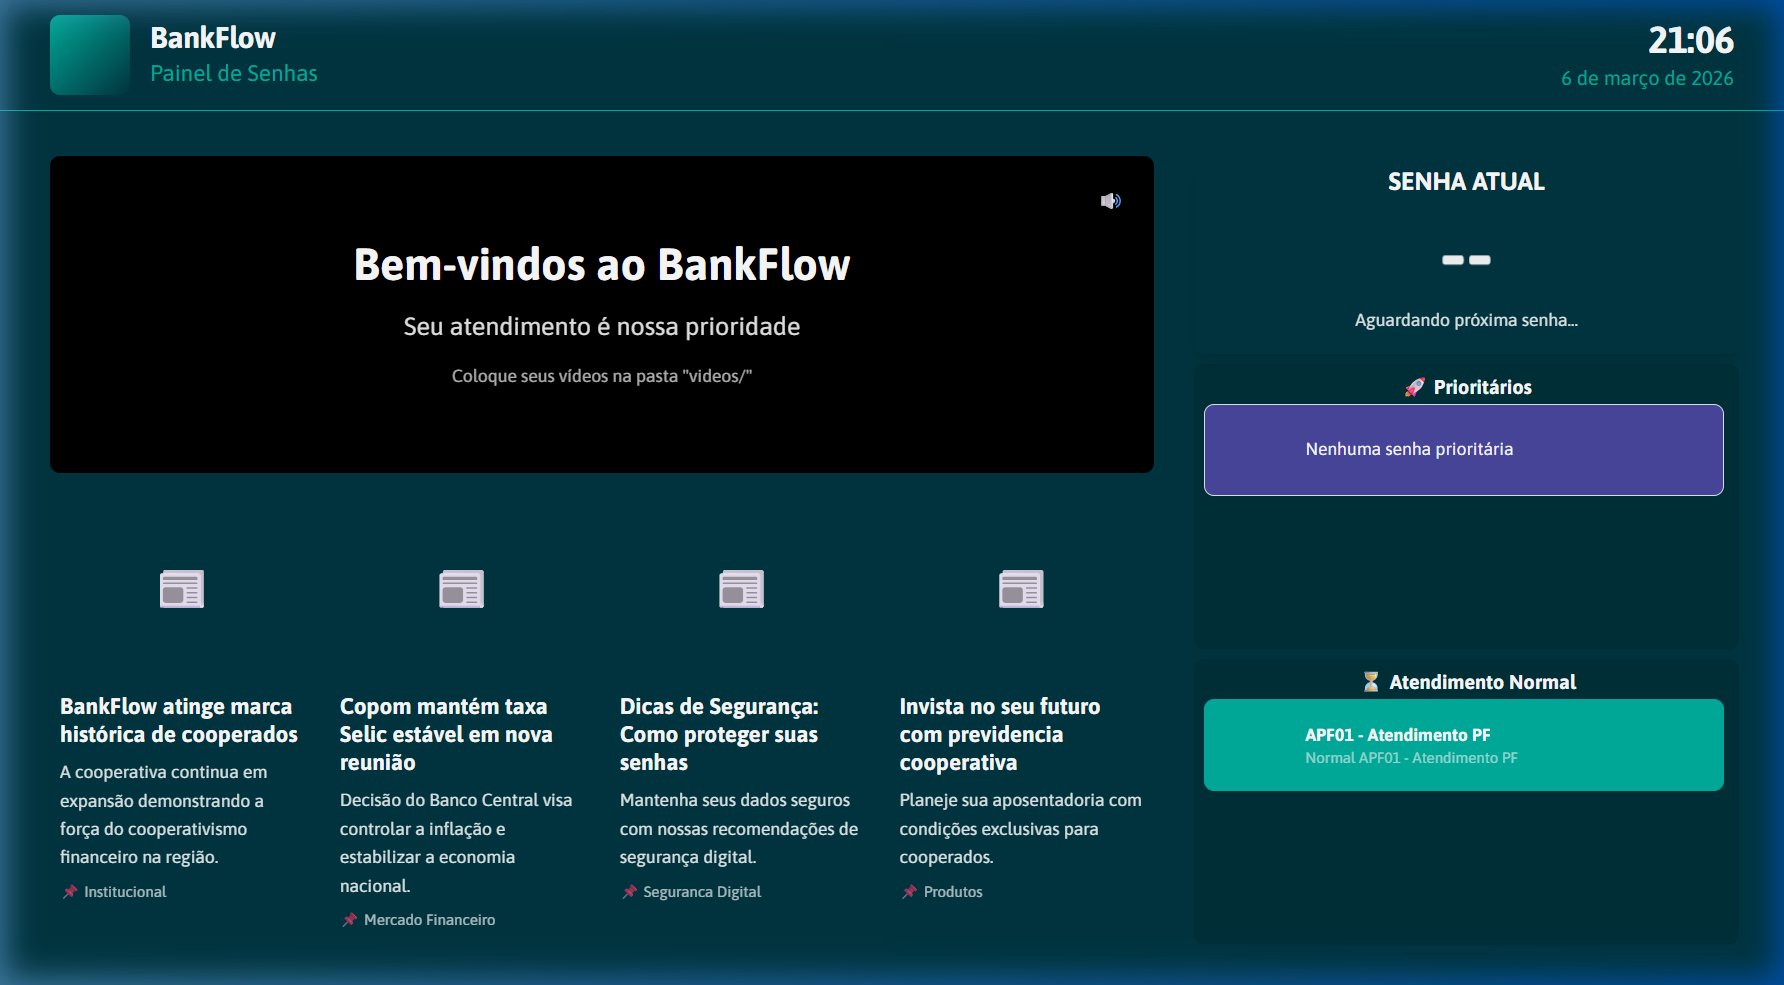 BankFlow
Painel de Senhas
21:06
6 de março de 2026
Bem-vindos ao BankFlow
Seu atendimento é nossa prioridade
Coloque seus vídeos na pasta "videos/"
SENHA ATUAL
--
Aguardando próxima senha...
Prioritários
Nenhuma senha prioritária
Atendimento Normal
APF01 - Atendimento PF
Normal APF01 - Atendimento PF
BankFlow atinge marca
histórica de cooperados
A cooperativa continua em
expansão demonstrando a
força do cooperativismo
financeiro na região.
Institucional
Copom mantém taxa
Selic estável em nova
reunião
Decisão do Banco Central visa
controlar a inflação e
estabilizar a economia
nacional.
Mercado Financeiro
Dicas de Segurança:
Como proteger suas
senhas
Mantenha seus dados seguros
com nossas recomendações de
segurança digital.
Seguranca Digital
Invista no seu futuro
com previdencia
cooperativa
Planeje sua aposentadoria com
condições exclusivas para
cooperados.
Produtos